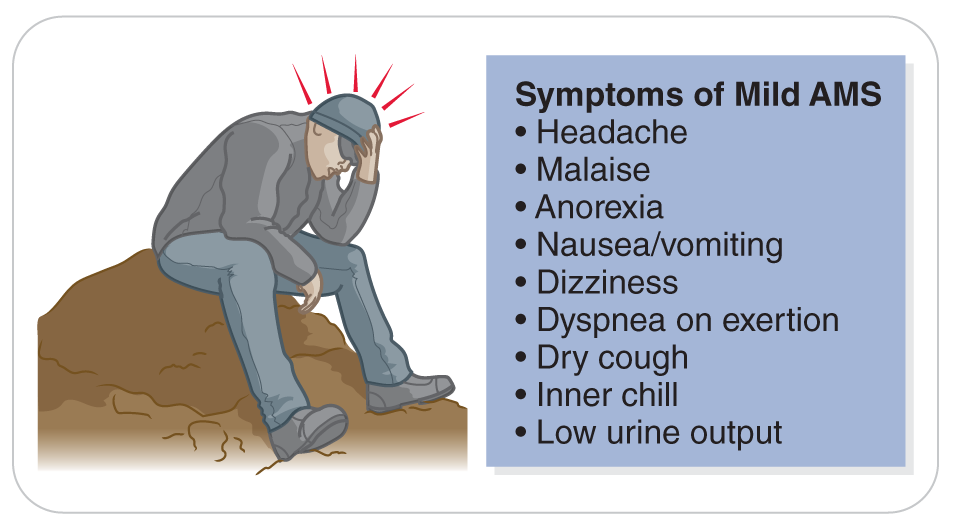 Symptoms of Mild AMS
• Headache
• Malaise
• Anorexia
• Nausea/vomiting
• Dizziness
• Dyspnea on exertion
• Dry cough
• Inner chill
• Low urine output